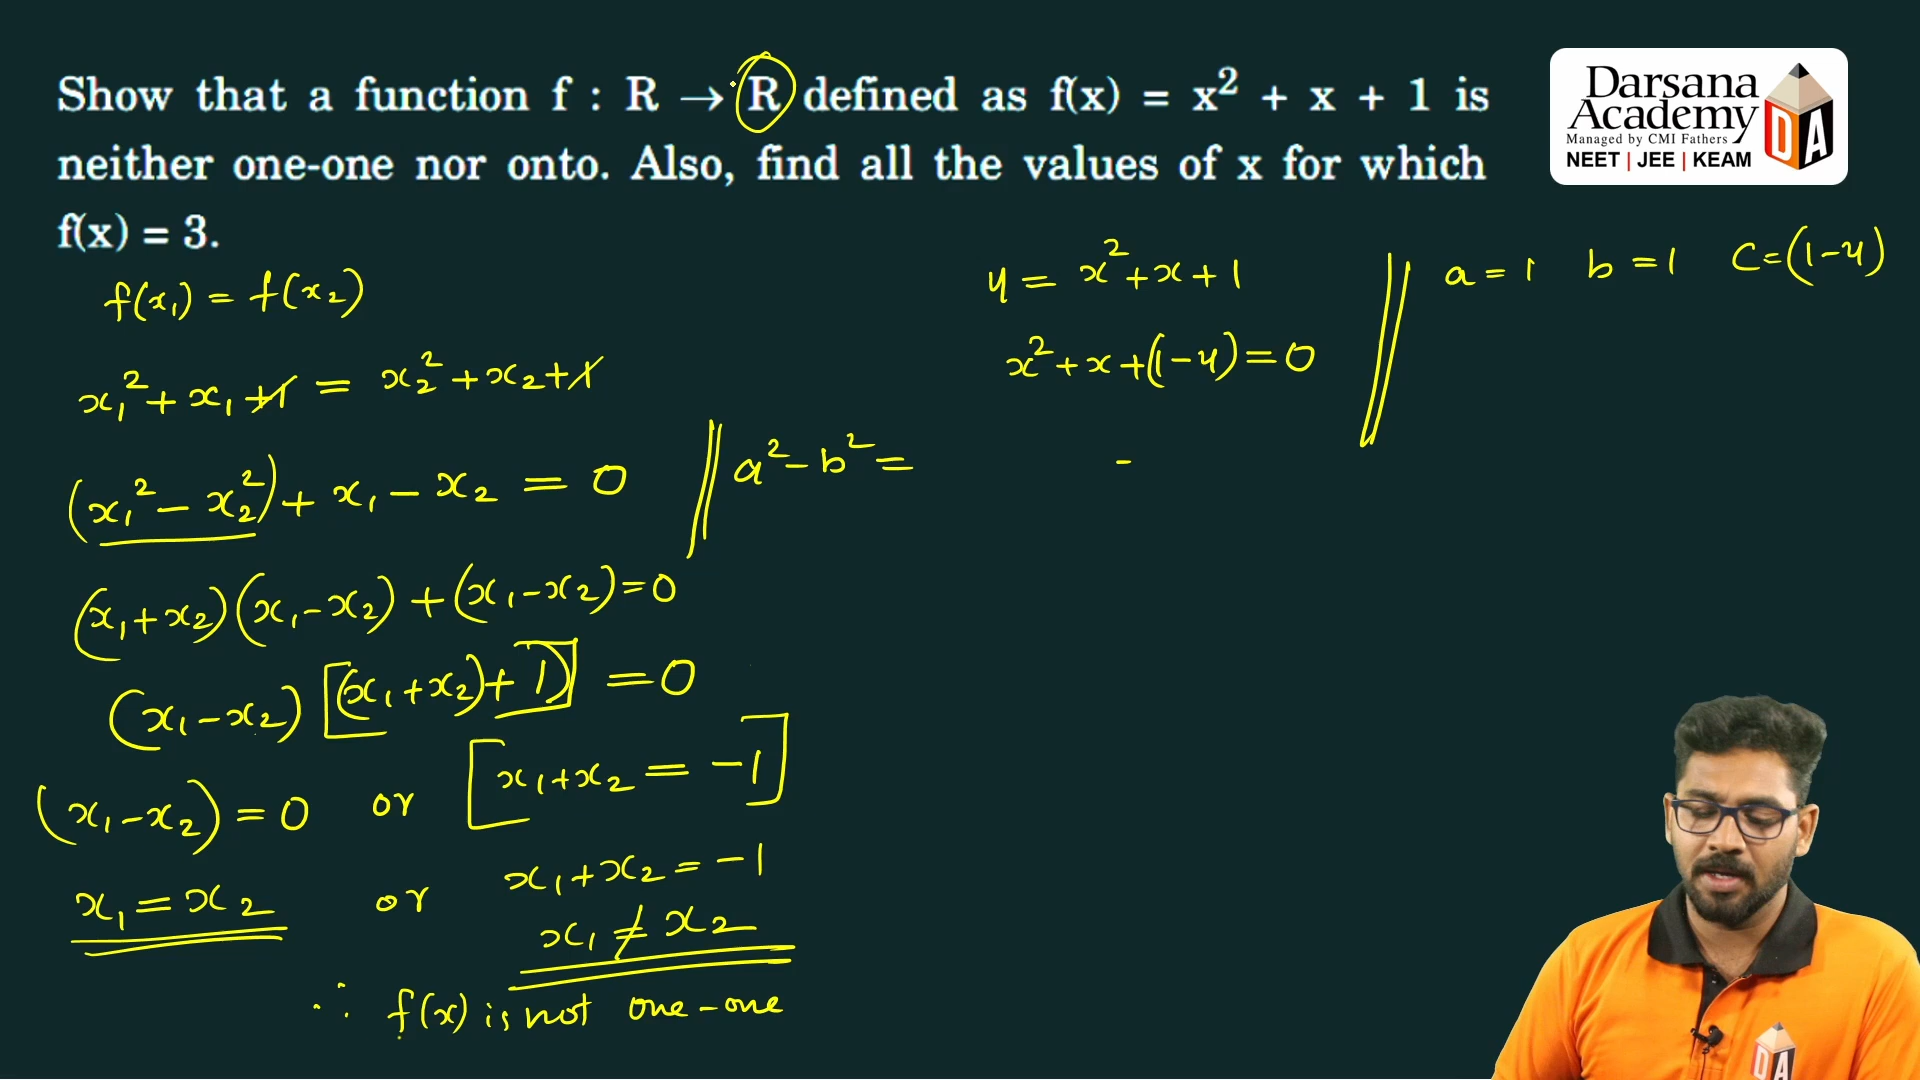 Show that a function f : R → R defined as f(x) = x² + x + 1 is
neither one-one nor onto. Also, find all the values of x for which
f(x) = 3.
Darsana
Academy
Managed by CMI Fathers
NEET | JEE | KEAM
DA
f(x₁) = f(x₂)
x₁² + x₁ + 1 = x₂² + x₂ + 1
(x₁² - x₂²) + x₁ - x₂ = 0
a² - b² =
(x₁ + x₂)(x₁ - x₂) + (x₁ - x₂) = 0
(x₁ - x₂) [(x₁ + x₂) + 1] = 0
(x₁ - x₂) = 0 or [x₁ + x₂ = -1]
x₁ = x₂ or x₁ + x₂ = -1
x₁ ≠ x₂
∴ f(x) is not one-one
y = x² + x + 1
x² + x + (1 - y) = 0
-
a = 1 b = 1 C = (1 - y)
DA